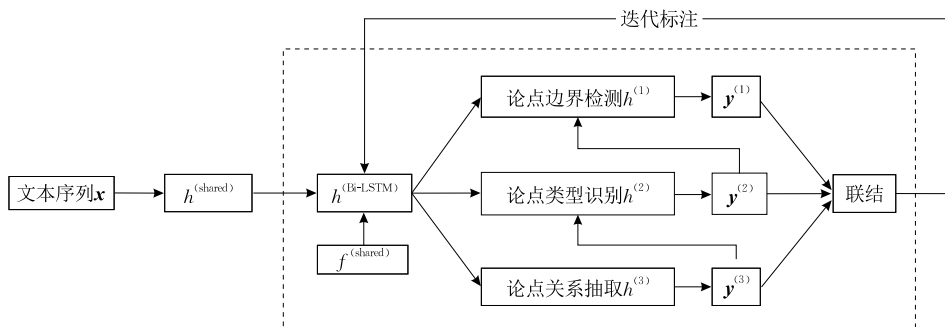 迭代标注
论点边界检测h^(1)
y^(1)
文本序列x
h^(shared)
h^(Bi-LSTM)
论点类型识别h^(2)
y^(2)
联结
f^(shared)
论点关系抽取h^(3)
y^(3)